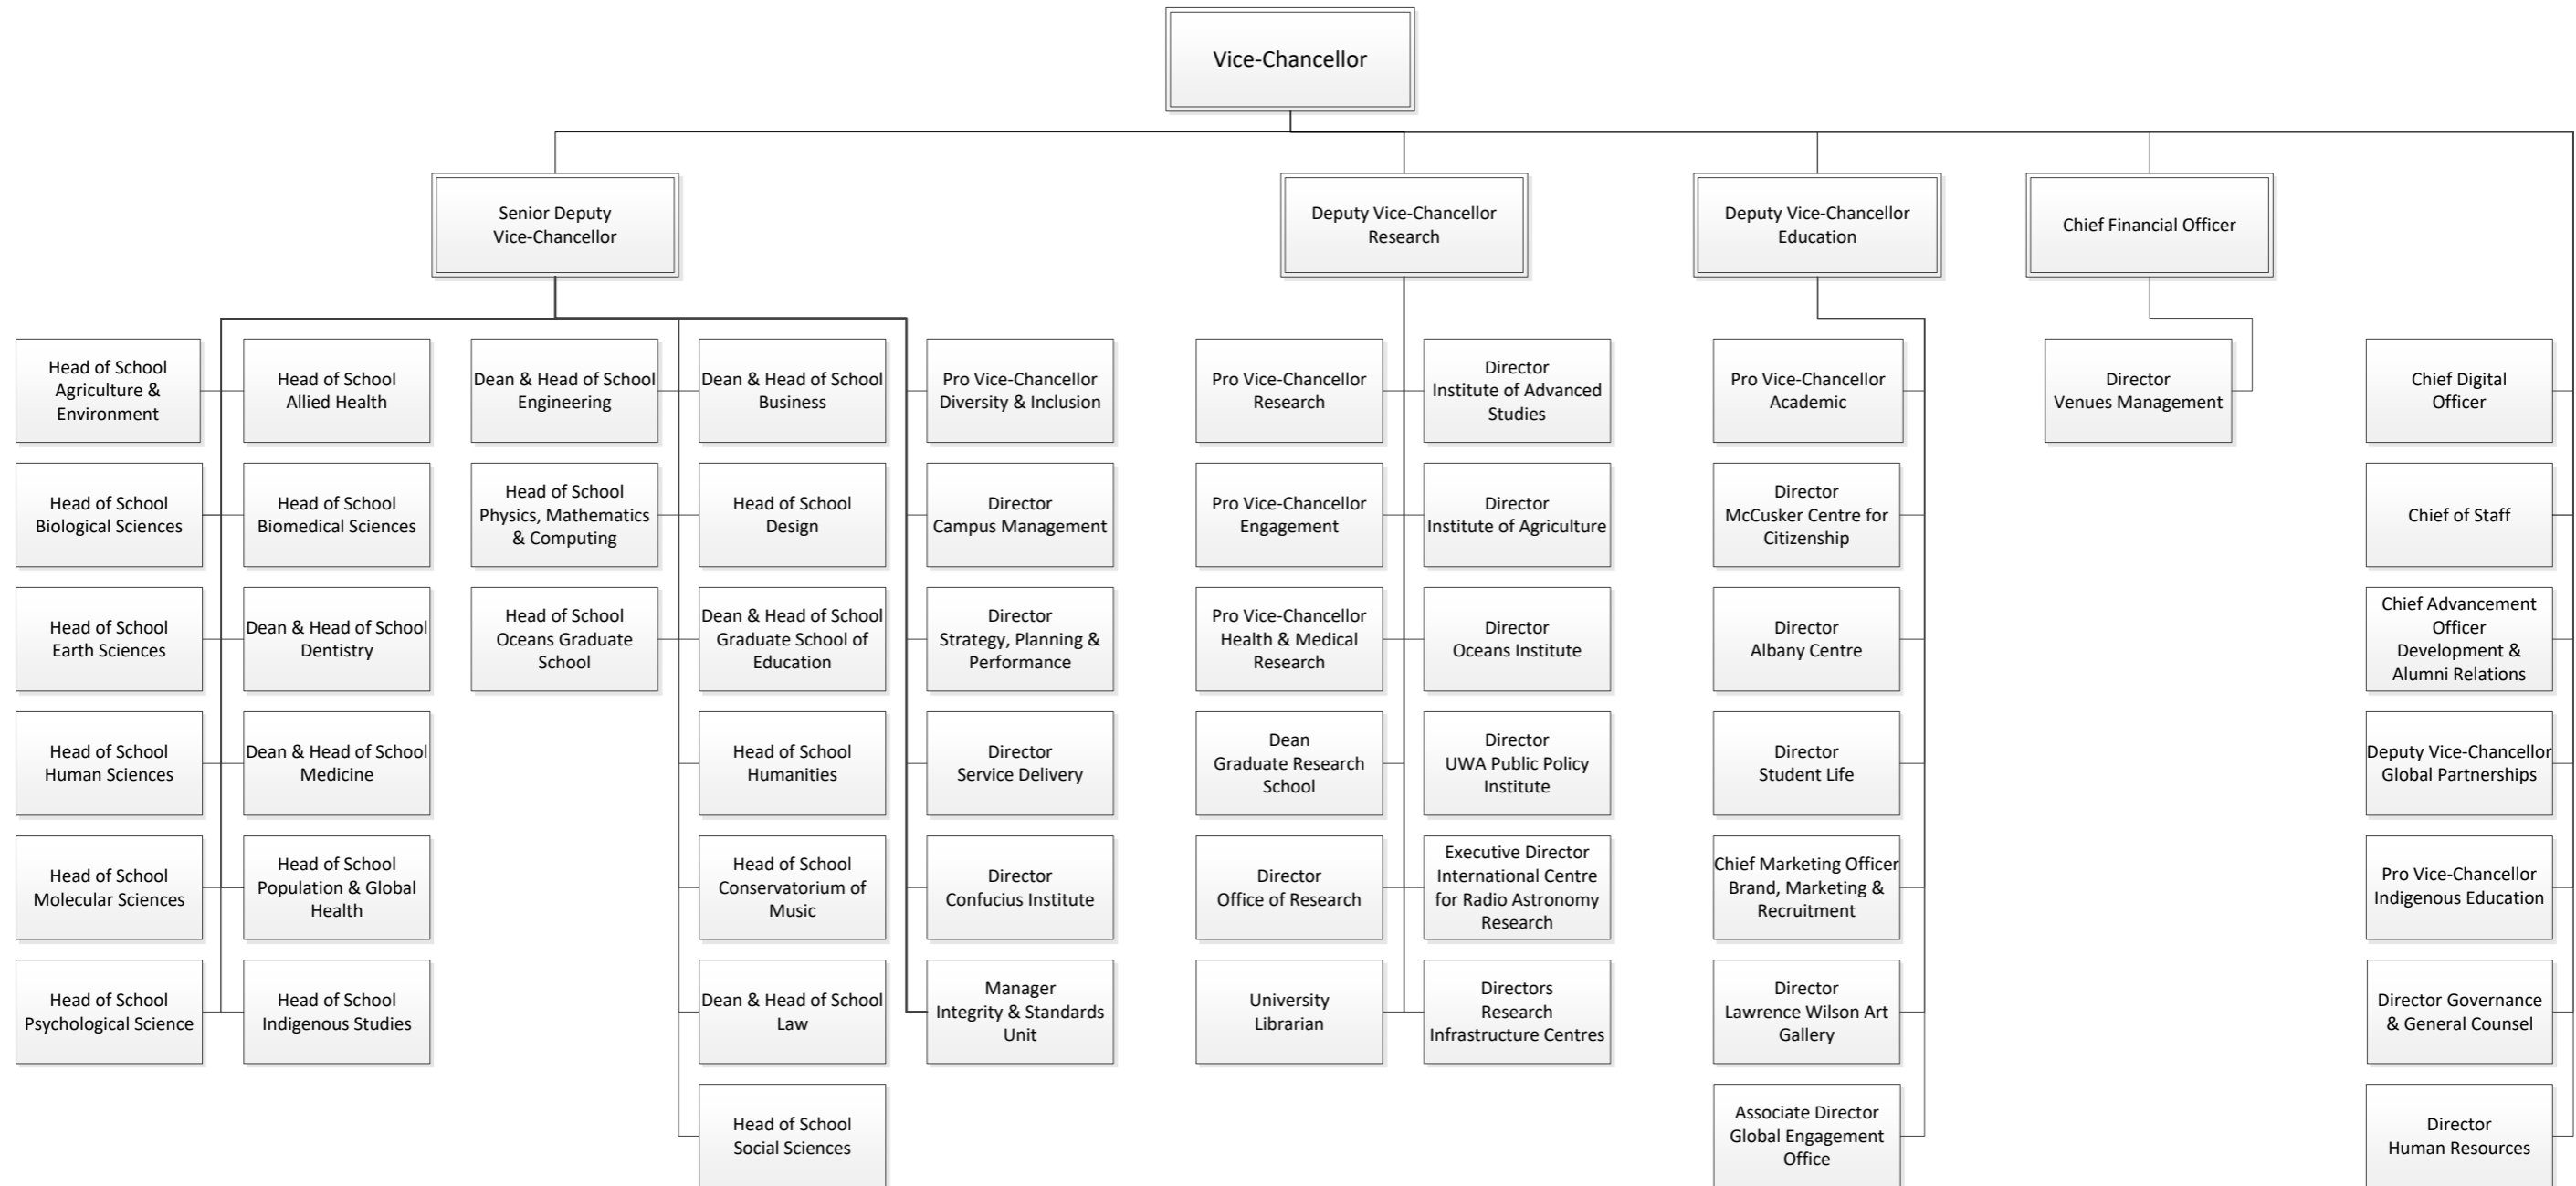 Vice-Chancellor
Senior Deputy
Vice-Chancellor
Deputy Vice-Chancellor
Research
Deputy Vice-Chancellor
Education
Chief Financial Officer
Head of School
Agriculture &
Environment
Head of School
Allied Health
Dean & Head of School
Engineering
Dean & Head of School
Business
Pro Vice-Chancellor
Diversity & Inclusion
Pro Vice-Chancellor
Research
Director
Institute of Advanced
Studies
Pro Vice-Chancellor
Academic
Director
Venues Management
Chief Digital
Officer
Head of School
Biological Sciences
Head of School
Biomedical Sciences
Head of School
Physics, Mathematics
& Computing
Head of School
Design
Director
Campus Management
Pro Vice-Chancellor
Engagement
Director
Institute of Agriculture
Director
McCusker Centre for
Citizenship
Chief of Staff
Head of School
Earth Sciences
Dean & Head of School
Dentistry
Head of School
Oceans Graduate
School
Dean & Head of School
Graduate School of
Education
Director
Strategy, Planning &
Performance
Pro Vice-Chancellor
Health & Medical
Research
Director
Oceans Institute
Director
Albany Centre
Chief Advancement
Officer
Development &
Alumni Relations
Head of School
Human Sciences
Dean & Head of School
Medicine
Head of School
Humanities
Director
Service Delivery
Dean
Graduate Research
School
Director
UWA Public Policy
Institute
Director
Student Life
Deputy Vice-Chancellor
Global Partnerships
Head of School
Molecular Sciences
Head of School
Population & Global
Health
Head of School
Conservatorium of
Music
Director
Confucius Institute
Director
Office of Research
Executive Director
International Centre
for Radio Astronomy
Research
Chief Marketing Officer
Brand, Marketing &
Recruitment
Pro Vice-Chancellor
Indigenous Education
Head of School
Psychological Science
Head of School
Indigenous Studies
Dean & Head of School
Law
Manager
Integrity & Standards
Unit
University
Librarian
Directors
Research
Infrastructure Centres
Director
Lawrence Wilson Art
Gallery
Director Governance
& General Counsel
Head of School
Social Sciences
Associate Director
Global Engagement
Office
Director
Human Resources